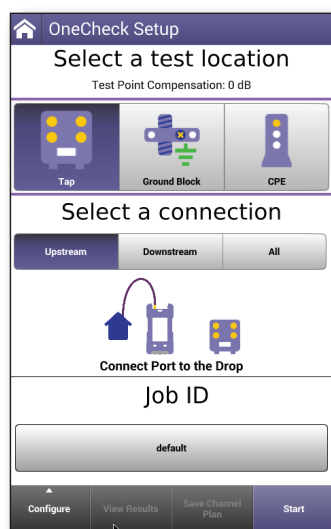 OneCheck Setup
Select a test location
Test Point Compensation: 0 dB
Tap
Ground Block
CPE
Select a connection
Upstream
Downstream
All
Connect Port to the Drop
Job ID
default
Configure
View Results
Save Channel
Plan
Start